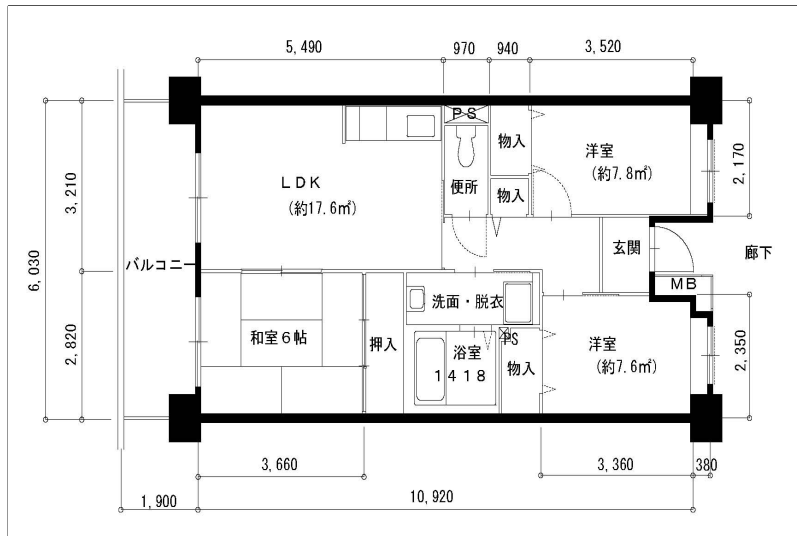 5,490
970
940
3,520
PS
物入
洋室
(約7.8㎡)
2,170
LDK
(約17.6㎡)
便所
物入
3,210
6,030
バルコニー
玄関
廊下
MB
洗面・脱衣
和室6帖
押入
浴室
1418
PS
物入
洋室
(約7.6㎡)
2,820
2,350
3,660
3,360
380
1,900
10,920